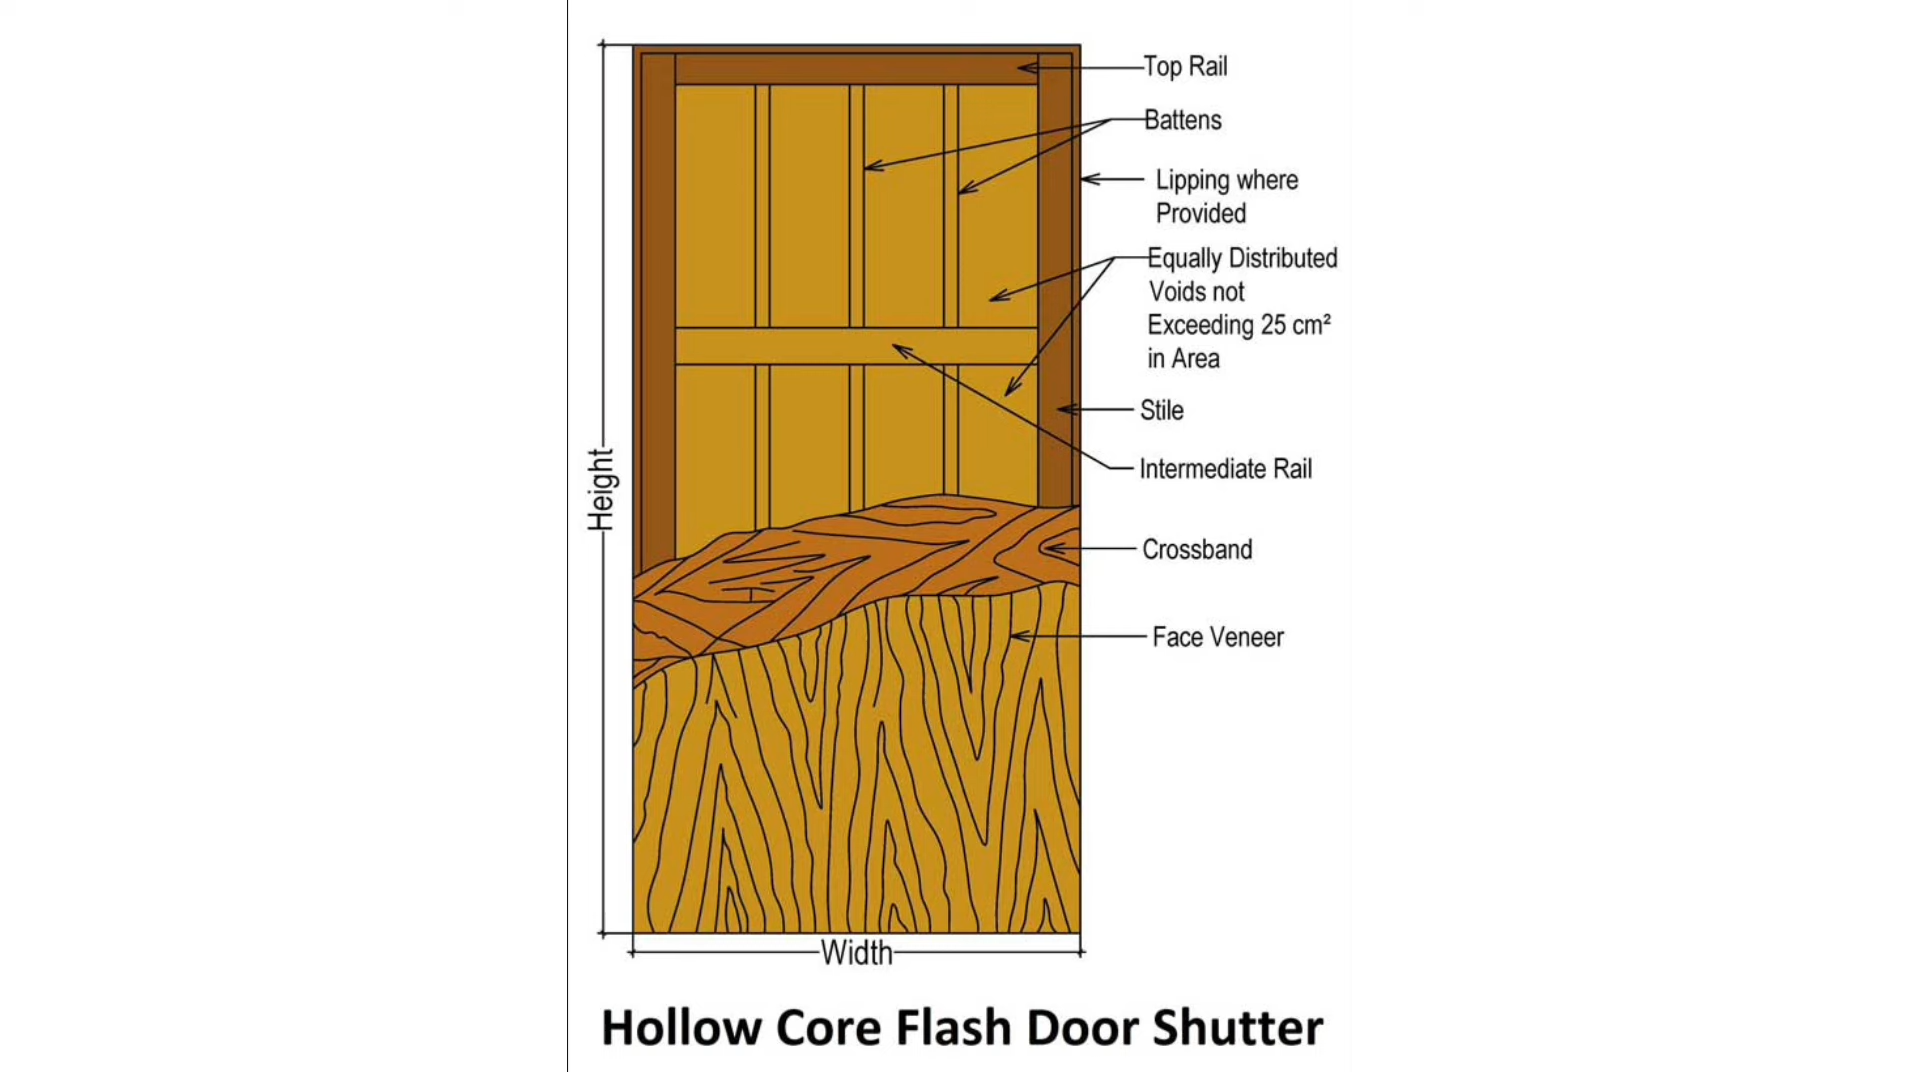 Top Rail
Battens
Lipping where
Provided
Equally Distributed
Voids not
Exceeding 25 cm²
in Area
Stile
Intermediate Rail
Height
Crossband
Face Veneer
Width
Hollow Core Flash Door Shutter